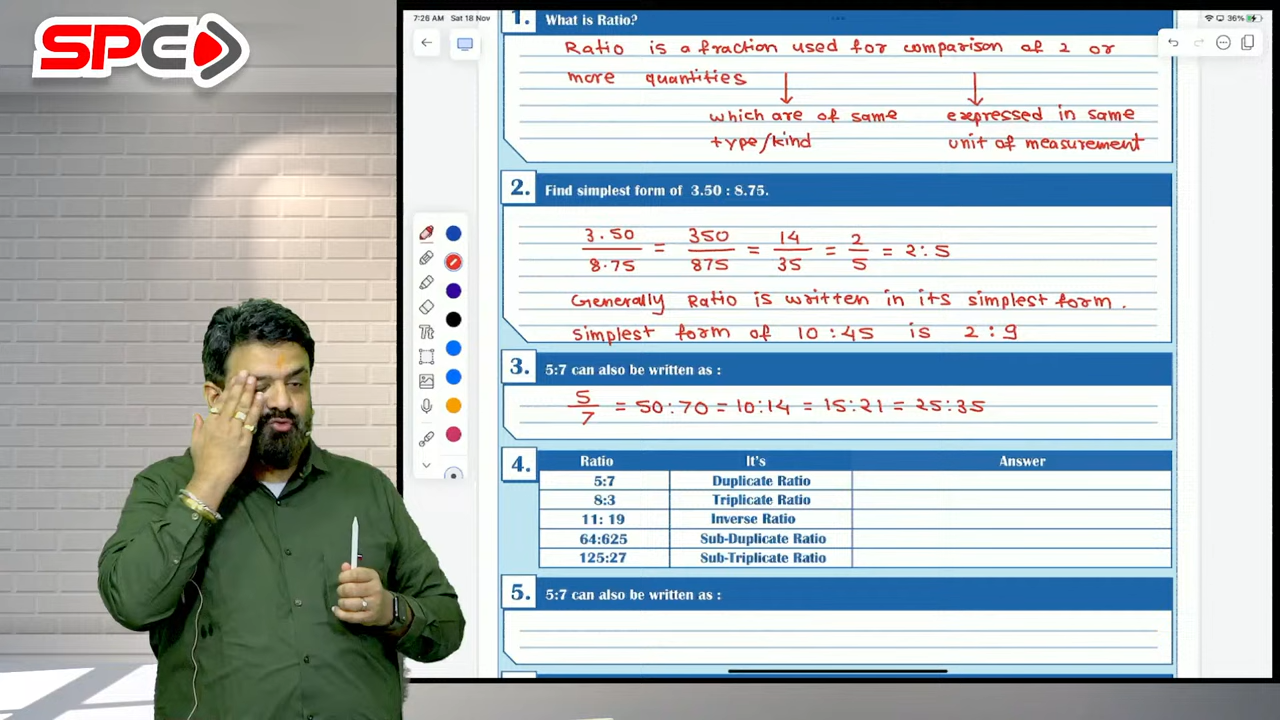 SPE
7:26 AM Sat 18 Nov
36%
1. What is Ratio?
Ratio is a fraction used for comparison of 2 or
more quantities
which are of same
type/kind
expressed in same
unit of measurement
2. Find simplest form of 3.50 : 8.75.
3.50/8.75 = 350/875 = 14/35 = 2/5 = 2:5
Generally Ratio is written in its simplest form.
simplest form of 10:45 is 2:9
3. 5:7 can also be written as :
5/7 = 50:70 = 10:14 = 15:21 = 25:35
4. Ratio It's Answer
5:7 Duplicate Ratio
8:3 Triplicate Ratio
11: 19 Inverse Ratio
64:625 Sub-Duplicate Ratio
125:27 Sub-Triplicate Ratio
5. 5:7 can also be written as :